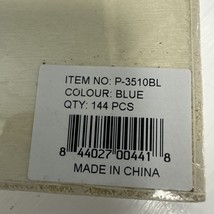 ITEM NO: P-3510BL
COLOUR: BLUE
QTY: 144 PCS
8 44027 00441 8
MADE IN CHINA